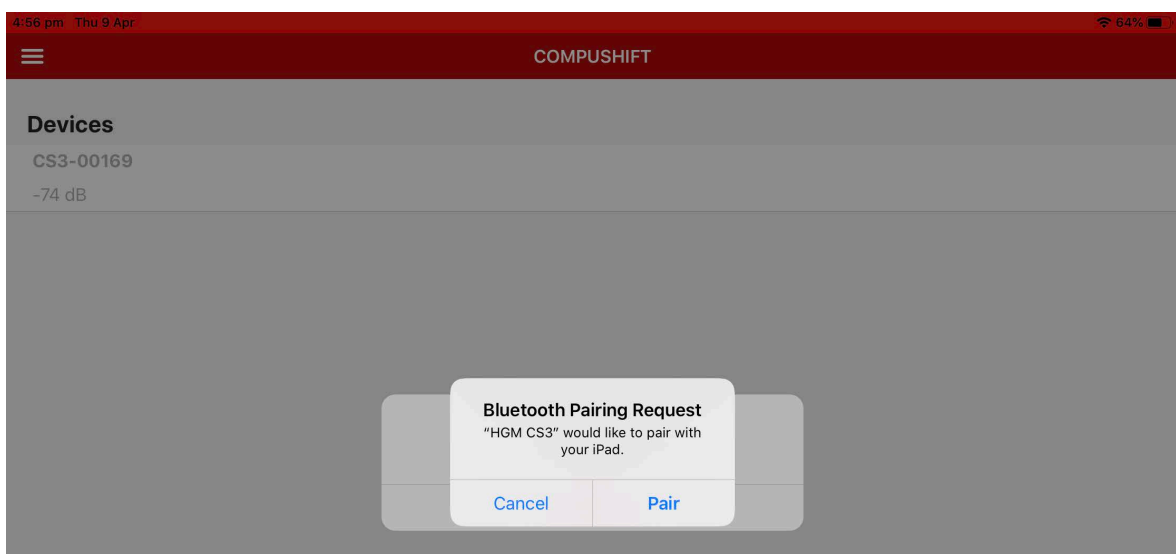 4:56 pm Thu 9 Apr 64%
COMPUSHIFT
Devices
CS3-00169
-74 dB
Bluetooth Pairing Request
“HGM CS3” would like to pair with
your iPad.
Cancel Pair